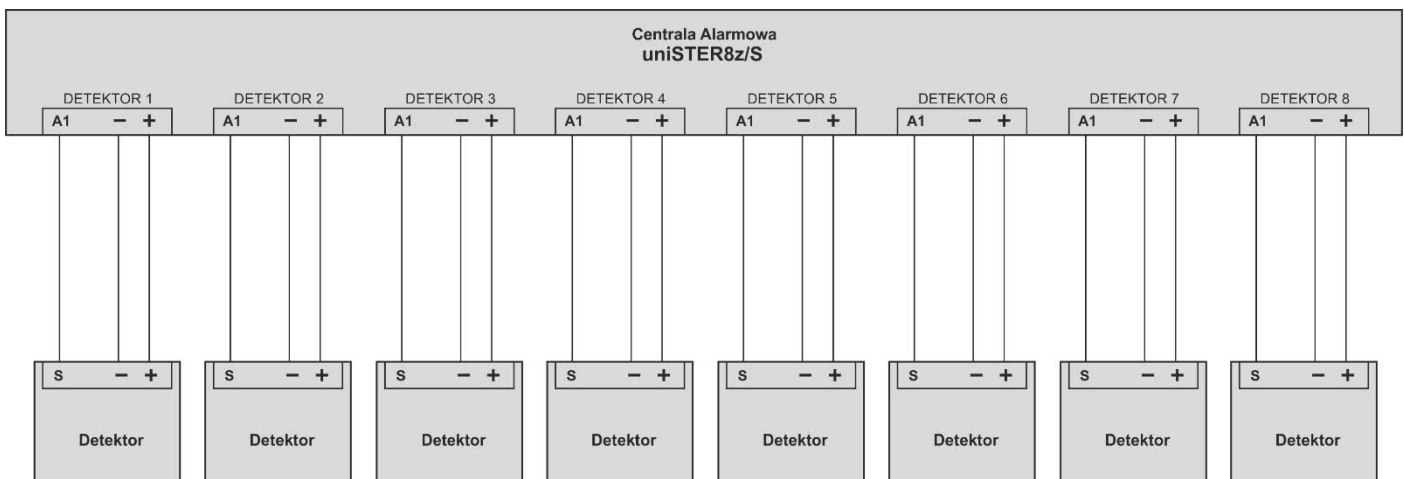 Centrala Alarmowa
uniSTER8z/S
DETEKTOR 1 DETEKTOR 2 DETEKTOR 3 DETEKTOR 4 DETEKTOR 5 DETEKTOR 6 DETEKTOR 7 DETEKTOR 8
A1 − + A1 − + A1 − + A1 − + A1 − + A1 − + A1 − + A1 − +
S − + S − + S − + S − + S − + S − + S − + S − +
Detektor Detektor Detektor Detektor Detektor Detektor Detektor Detektor